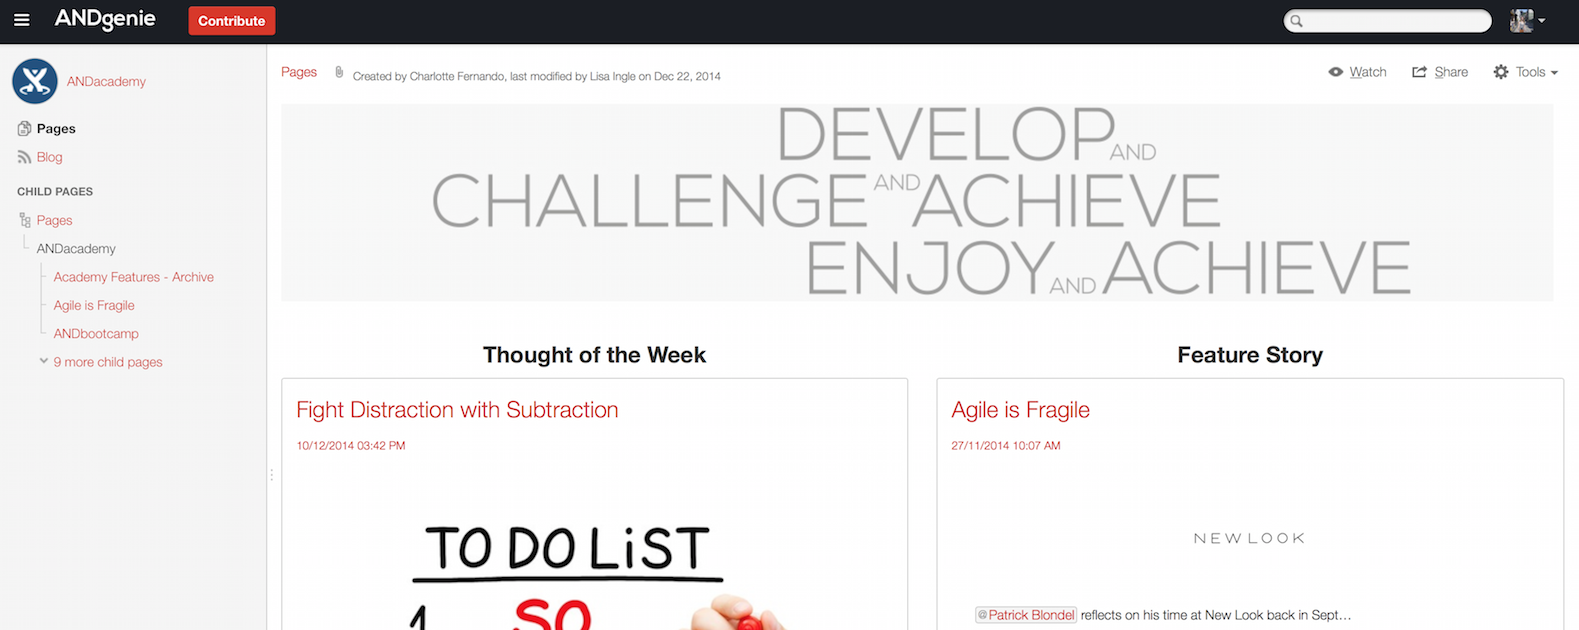 ANDgenie
Contribute
ANDacademy
Pages
Blog
CHILD PAGES
Pages
ANDacademy
Academy Features - Archive
Agile is Fragile
ANDbootcamp
9 more child pages
Pages
Created by Charlotte Fernando, last modified by Lisa Ingle on Dec 22, 2014
Watch
Share
Tools
DEVELOP AND
CHALLENGE AND ACHIEVE
ENJOY AND ACHIEVE
Thought of the Week
Fight Distraction with Subtraction
10/12/2014 03:42 PM
TO DO LiST
1 SO
Feature Story
Agile is Fragile
27/11/2014 10:07 AM
NEW LOOK
@Patrick Blondel reflects on his time at New Look back in Sept...